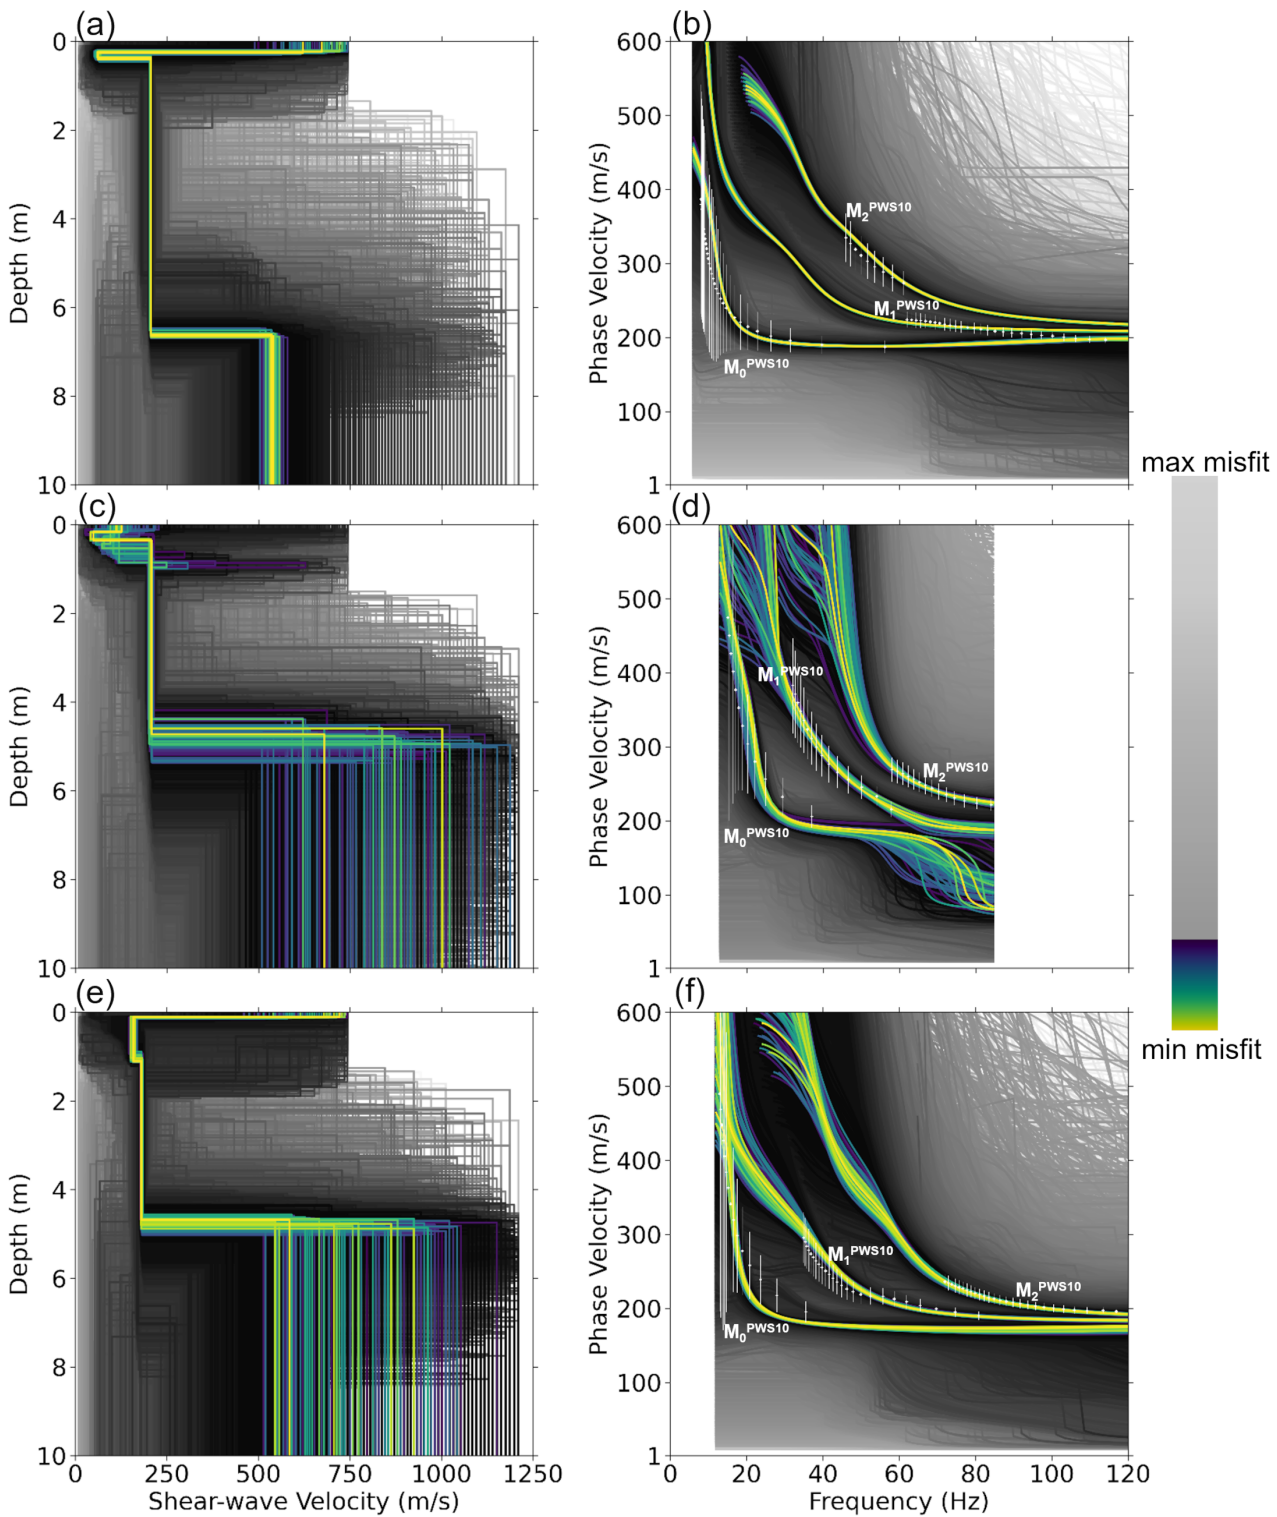 (a)
(b)
0
2
4
6
8
10
Depth (m)
600
500
400
300
200
100
1
Phase Velocity (m/s)
M2PWS10
M1PWS10
M0PWS10
max misfit
min misfit
(c)
(d)
0
2
4
6
8
10
Depth (m)
600
500
400
300
200
100
1
Phase Velocity (m/s)
M1PWS10
M2PWS10
M0PWS10
(e)
(f)
0
2
4
6
8
10
Depth (m)
0 250 500 750 1000 1250
Shear-wave Velocity (m/s)
600
500
400
300
200
100
1
Phase Velocity (m/s)
M1PWS10
M2PWS10
M0PWS10
0 20 40 60 80 100 120
Frequency (Hz)